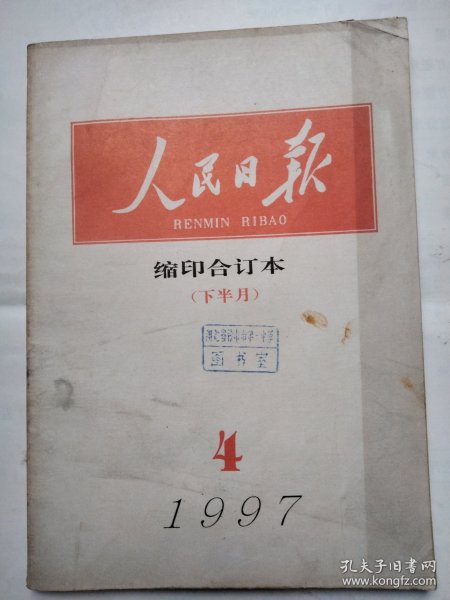 人民日报
RENMIN RIBAO
缩印合订本
(下半月)
图书室
4
1997
孔夫子旧书网
www.kongfz.com